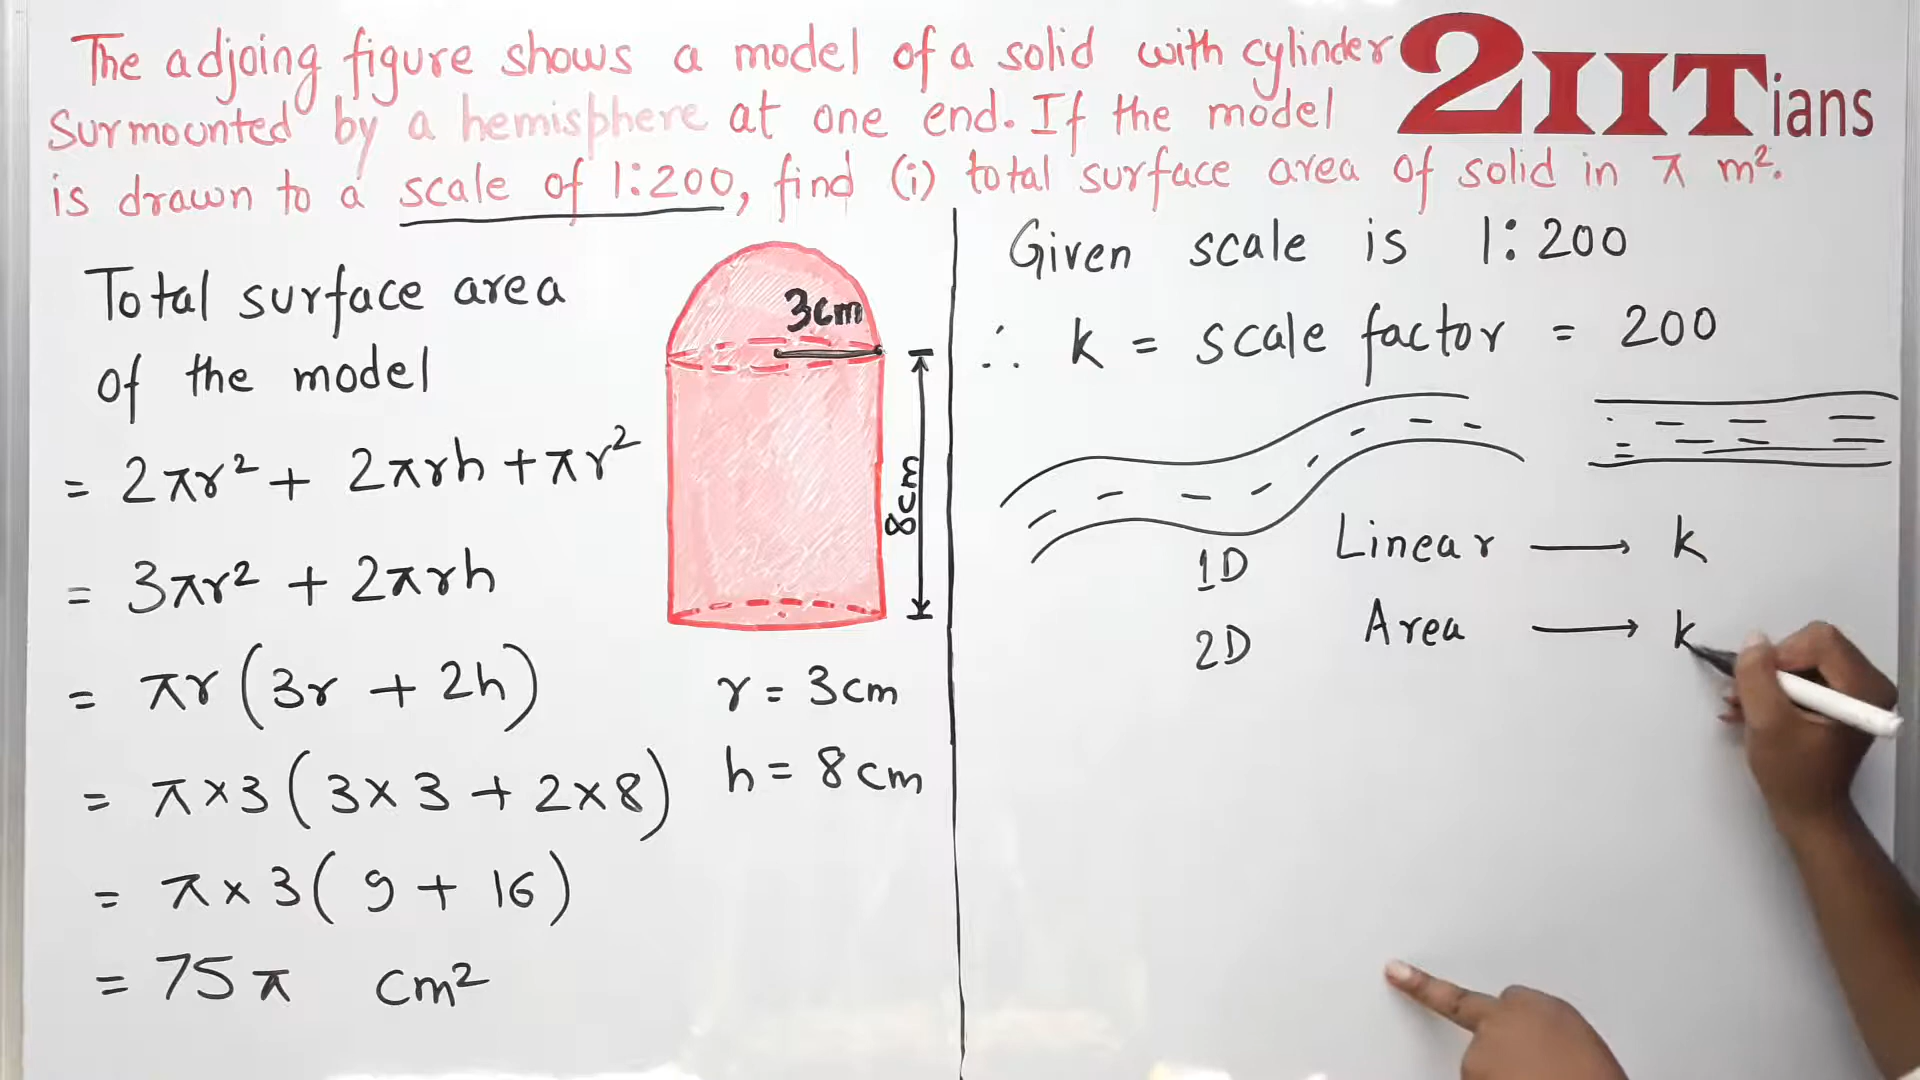 The adjoing figure shows a model of a solid with cylinder
surmounted by a hemisphere at one end. If the model
is drawn to a scale of 1:200, find (i) total surface area of solid in π m².
2IITians
Total surface area
of the model
= 2πr² + 2πrh + πr²
= 3πr² + 2πrh
= πr (3r + 2h)
= π×3 ( 3×3 + 2×8)
= π×3 ( 9 + 16 )
= 75π cm²
3cm
8cm
r = 3cm
h = 8cm
Given scale is 1:200
∴ k = scale factor = 200
1D Linear → k
2D Area → k